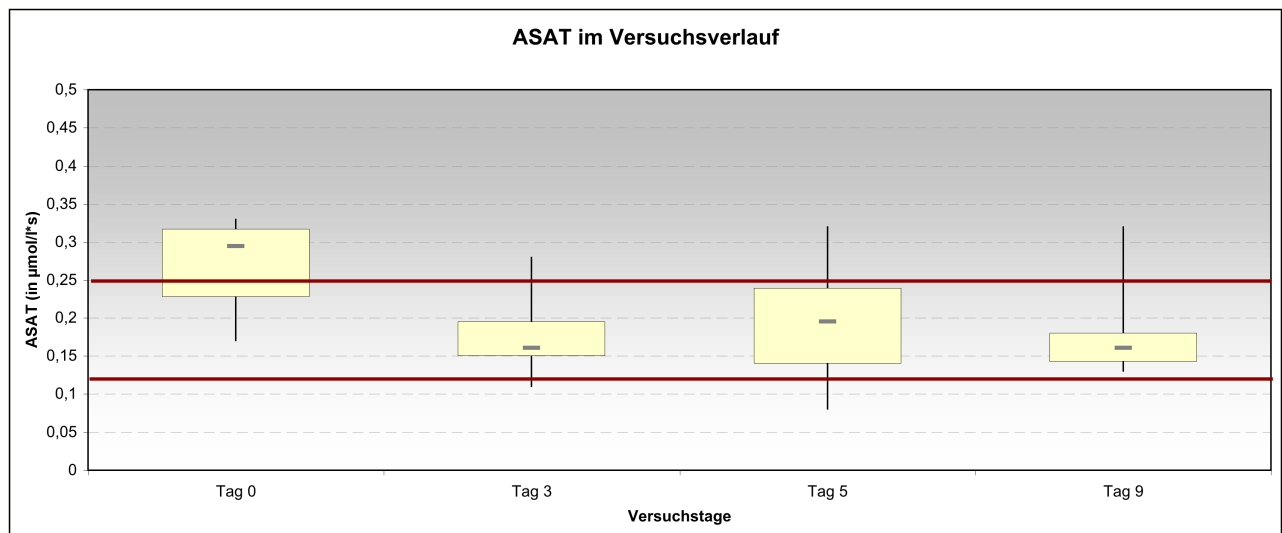 ASAT im Versuchsverlauf
0,5
0,45
0,4
0,35
0,3
0,25
0,2
0,15
0,1
0,05
0
ASAT (in µmol/l*s)
Tag 0 Tag 3 Tag 5 Tag 9
Versuchstage